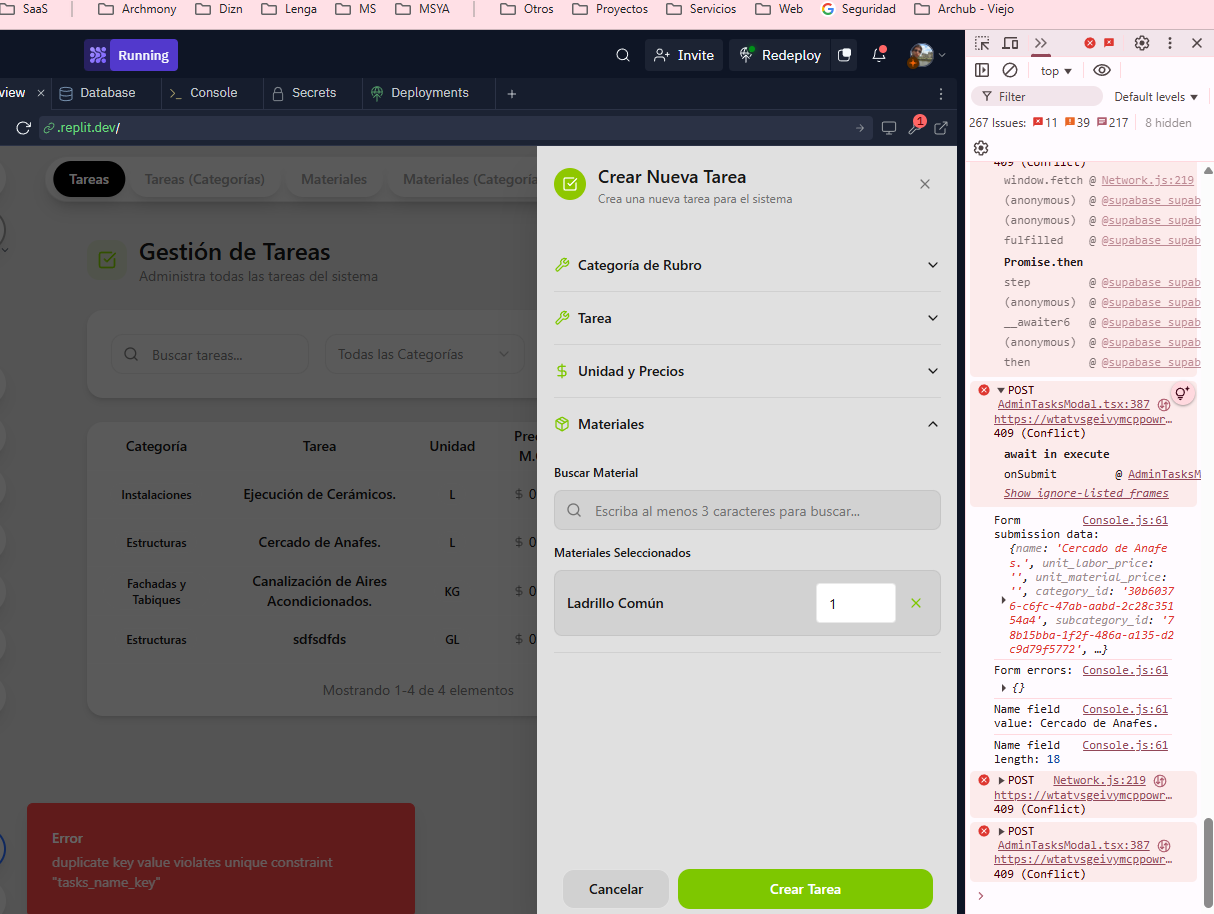 SaaS
Archmony
Dizn
Lenga
MS
MSYA
Otros
Proyectos
Servicios
Web
Seguridad
Archub - Viejo
Running
Invite
Redeploy
view
Database
Console
Secrets
Deployments
.replit.dev/
1
Tareas
Tareas (Categorías)
Materiales
Materiales (Categoría
Gestión de Tareas
Administra todas las tareas del sistema
Buscar tareas...
Todas las Categorías
Categoría Tarea Unidad
M.
Instalaciones Ejecución de Cerámicos. L $ 0
Estructuras Cercado de Anafes. L $ 0
Fachadas y Tabiques Canalización de Aires Acondicionados. KG $ 0
Estructuras sdfsdfds GL $ 0
Mostrando 1-4 de 4 elementos
Error
duplicate key value violates unique constraint
"tasks_name_key"
Crear Nueva Tarea
Crea una nueva tarea para el sistema
Categoría de Rubro
Tarea
Unidad y Precios
Materiales
Buscar Material
Escriba al menos 3 caracteres para buscar...
Materiales Seleccionados
Ladrillo Común 1
Cancelar
Crear Tarea
top
Filter
Default levels
267 Issues: 11 39 217 8 hidden
409 (Conflict)
window.fetch @ Network.js:219
(anonymous) @ @supabase_supab
(anonymous) @ @supabase_supab
fulfilled @ @supabase_supab
Promise.then
step @ @supabase_supab
(anonymous) @ @supabase_supab
__awaiter6 @ @supabase_supab
(anonymous) @ @supabase_supab
then @ @supabase_supab
POST
AdminTasksModal.tsx:387
https://wtatvsgeivymcppowr…
409 (Conflict)
await in execute
onSubmit @ AdminTasksM
Show ignore-listed frames
Form Console.js:61
submission data:
{name: 'Cercado de Anafe
s.', unit_labor_price:
'', unit_material_price:
'', category_id: '30b6037
6-c6fc-47ab-aabd-2c28c351
54a4', subcategory_id: '7
8b15bba-1f2f-486a-a135-d2
c9d79f5772', …}
Form errors: Console.js:61
{}
Name field Console.js:61
value: Cercado de Anafes.
Name field Console.js:61
length: 18
POST Network.js:219
https://wtatvsgeivymcppowr…
409 (Conflict)
POST
AdminTasksModal.tsx:387
https://wtatvsgeivymcppowr…
409 (Conflict)